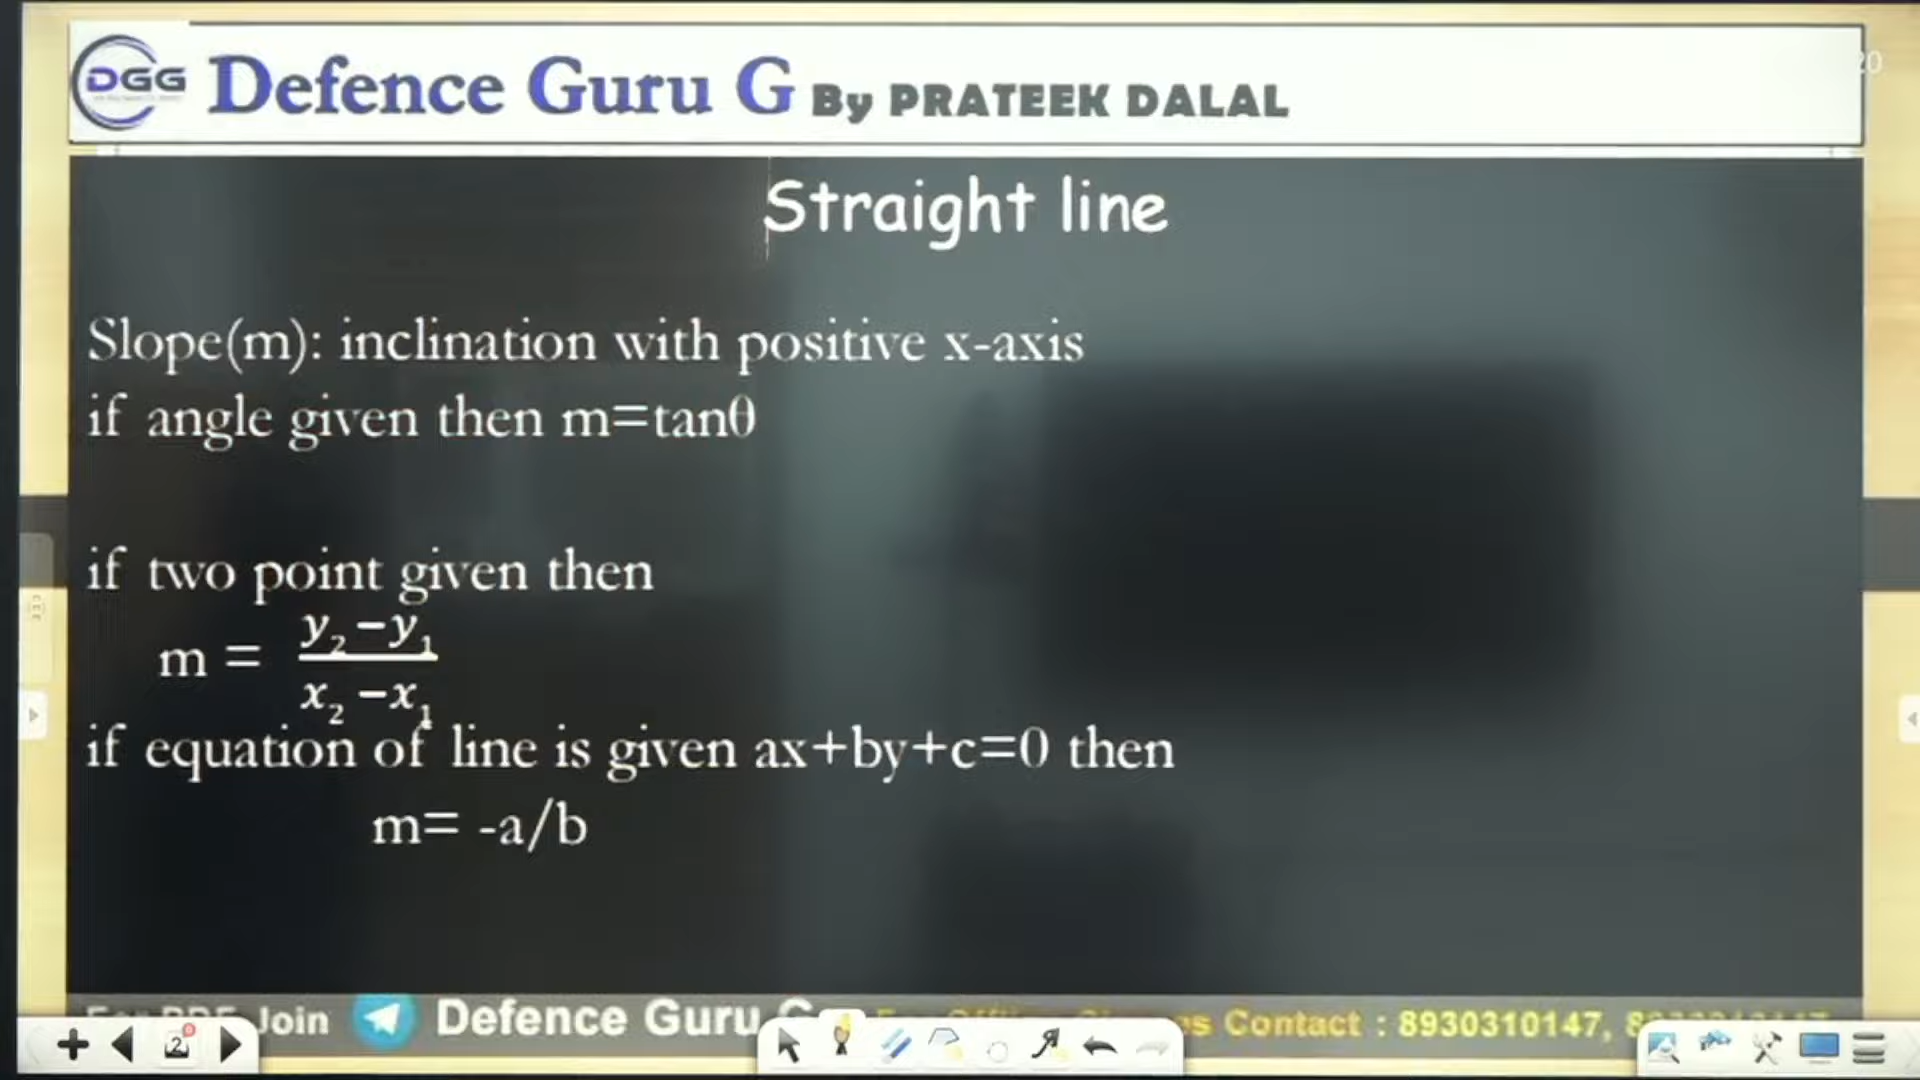 DGG Defence Guru G By PRATEEK DALAL
20
Straight line
Slope(m): inclination with positive x-axis
if angle given then m=tanθ
if two point given then
m = y₂−y₁
x₂−x₁
if equation of line is given ax+by+c=0 then
m= -a/b
Join Defence Guru G Contact : 8930310147,
2